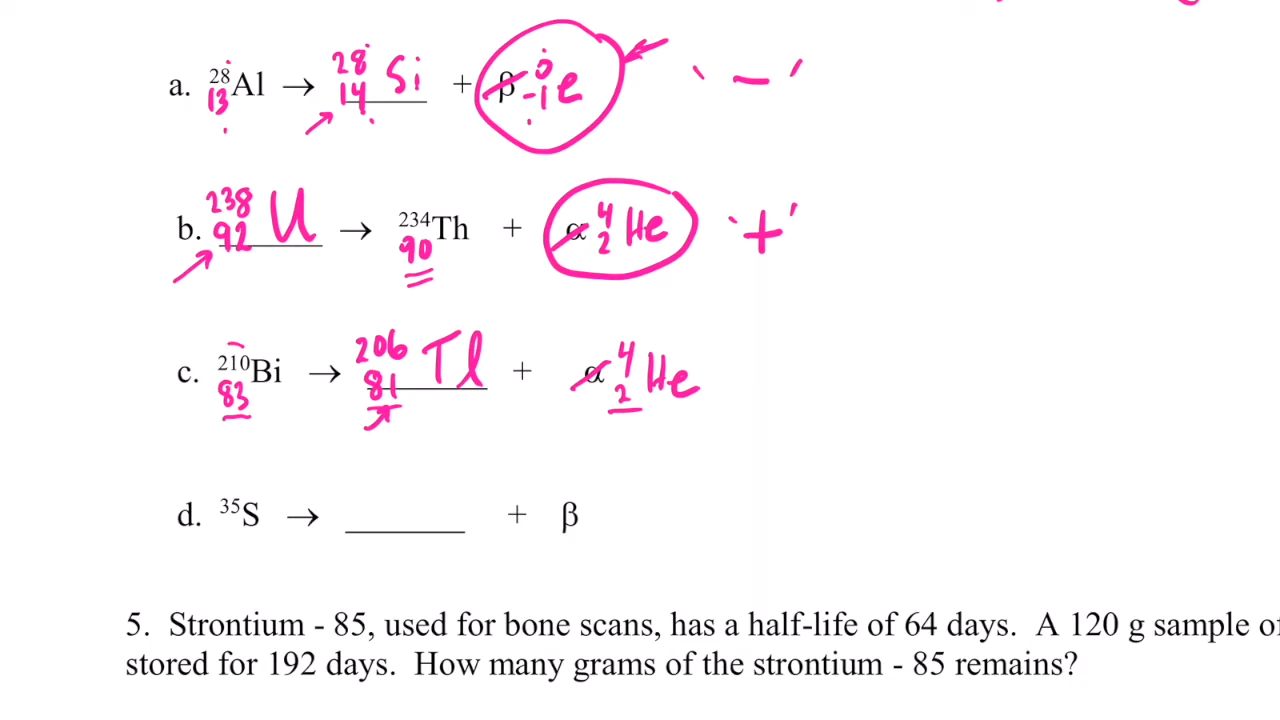 a. ²⁸₁₃Al → ²⁸₁₄Si + β ⁰₋₁e ' – '
b. ²³⁸₉₂U → ²³⁴₉₀Th + α ⁴₂He ' + '
c. ²¹⁰₈₃Bi → ²⁰⁶₈₁Tl + α ⁴₂He
d. ³⁵S → ________ + β
5. Strontium - 85, used for bone scans, has a half-life of 64 days. A 120 g sample of
stored for 192 days. How many grams of the strontium - 85 remains?